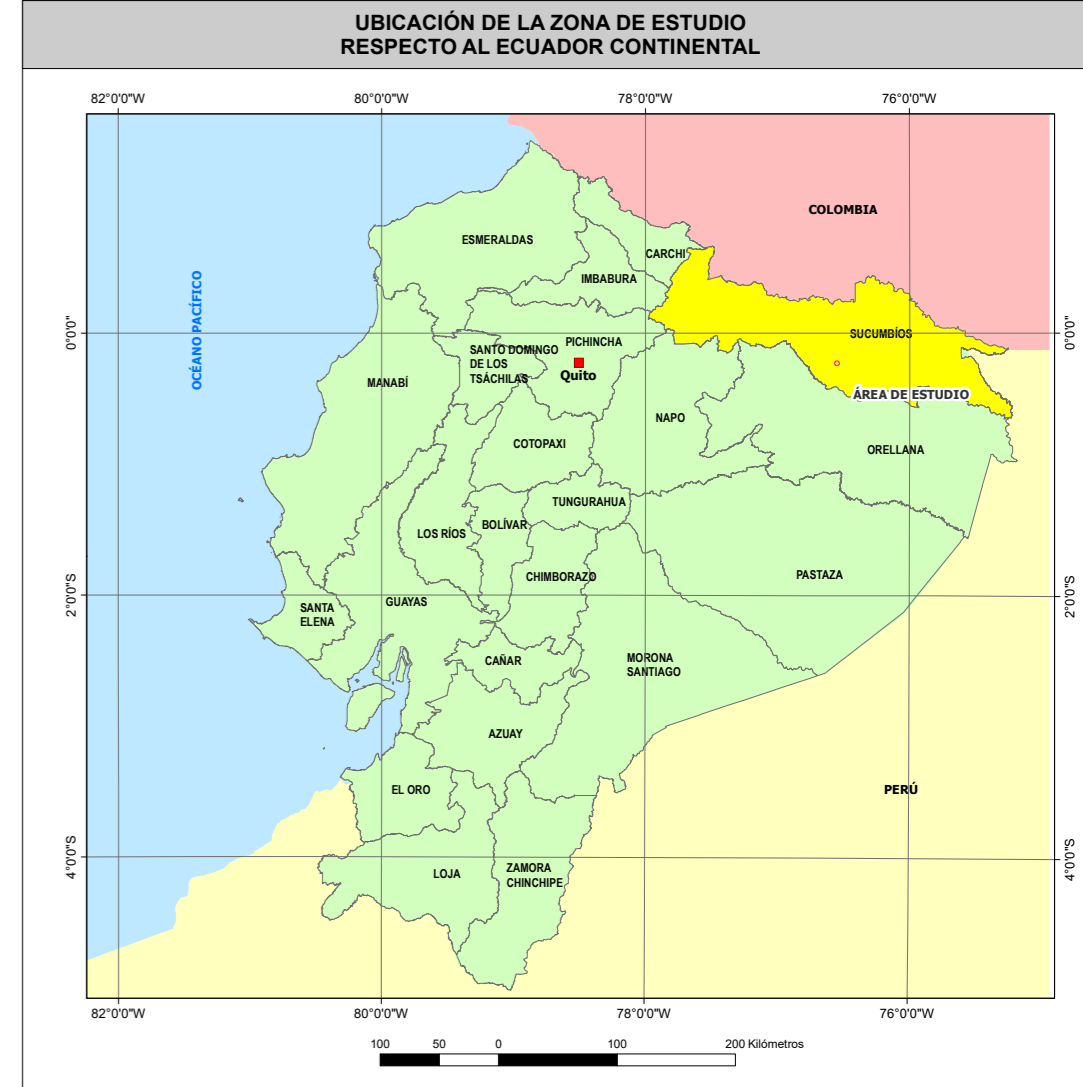 UBICACIÓN DE LA ZONA DE ESTUDIO
RESPECTO AL ECUADOR CONTINENTAL
82°0'0"W
80°0'0"W
78°0'0"W
76°0'0"W
COLOMBIA
ESMERALDAS
CARCHI
IMBABURA
OCÉANO PACÍFICO
0°0'0"
SUCUMBÍOS
0°0'0"
PICHINCHA
SANTO DOMINGO
DE LOS
TSÁCHILAS
Quito
MANABÍ
ÁREA DE ESTUDIO
NAPO
COTOPAXI
ORELLANA
TUNGURAHUA
BOLÍVAR
LOS RÍOS
CHIMBORAZO
PASTAZA
2°0'0"S
2°0'0"S
GUAYAS
SANTA
ELENA
CAÑAR
MORONA
SANTIAGO
AZUAY
EL ORO
PERÚ
4°0'0"S
4°0'0"S
LOJA
ZAMORA
CHINCHIPE
82°0'0"W
80°0'0"W
78°0'0"W
76°0'0"W
100 50 0 100 200 Kilómetros